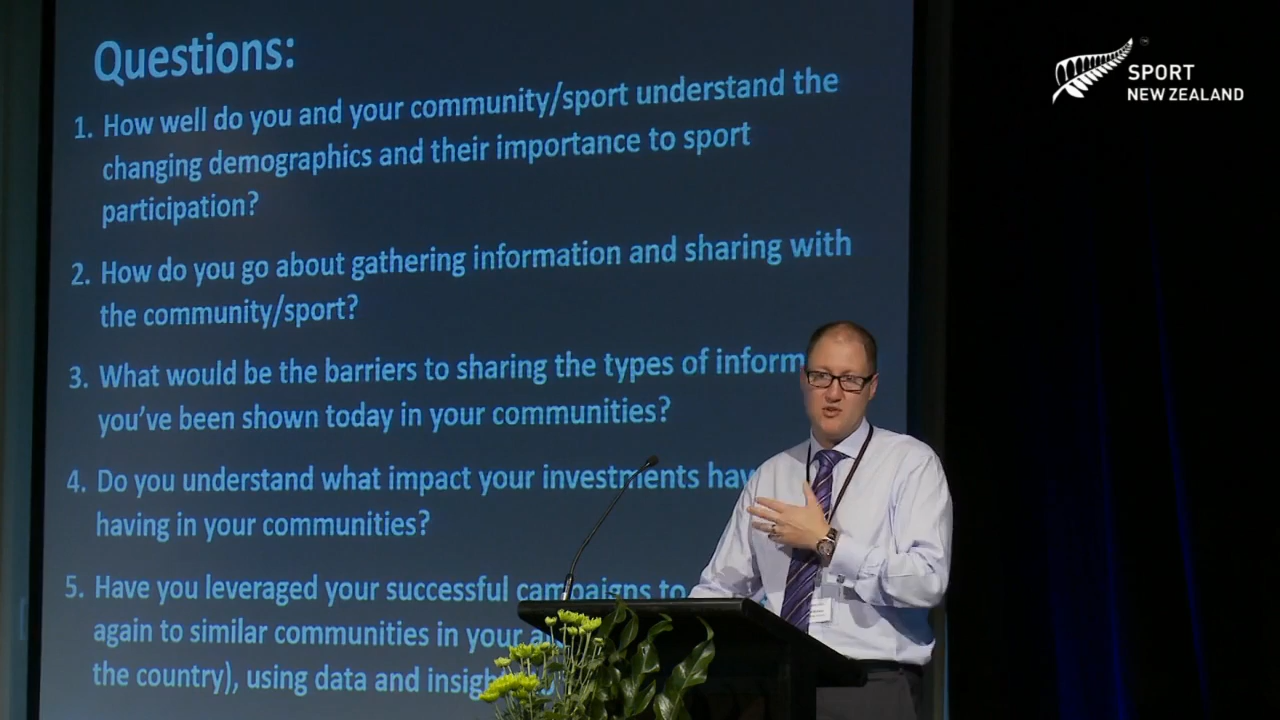 Questions:
1. How well do you and your community/sport understand the
changing demographics and their importance to sport
participation?
2. How do you go about gathering information and sharing with
the community/sport?
3. What would be the barriers to sharing the types of inform
you've been shown today in your communities?
4. Do you understand what impact your investments hav
having in your communities?
5. Have you leveraged your successful campaigns to
again to similar communities in your a
the country), using data and insigh
SPORT
NEW ZEALAND